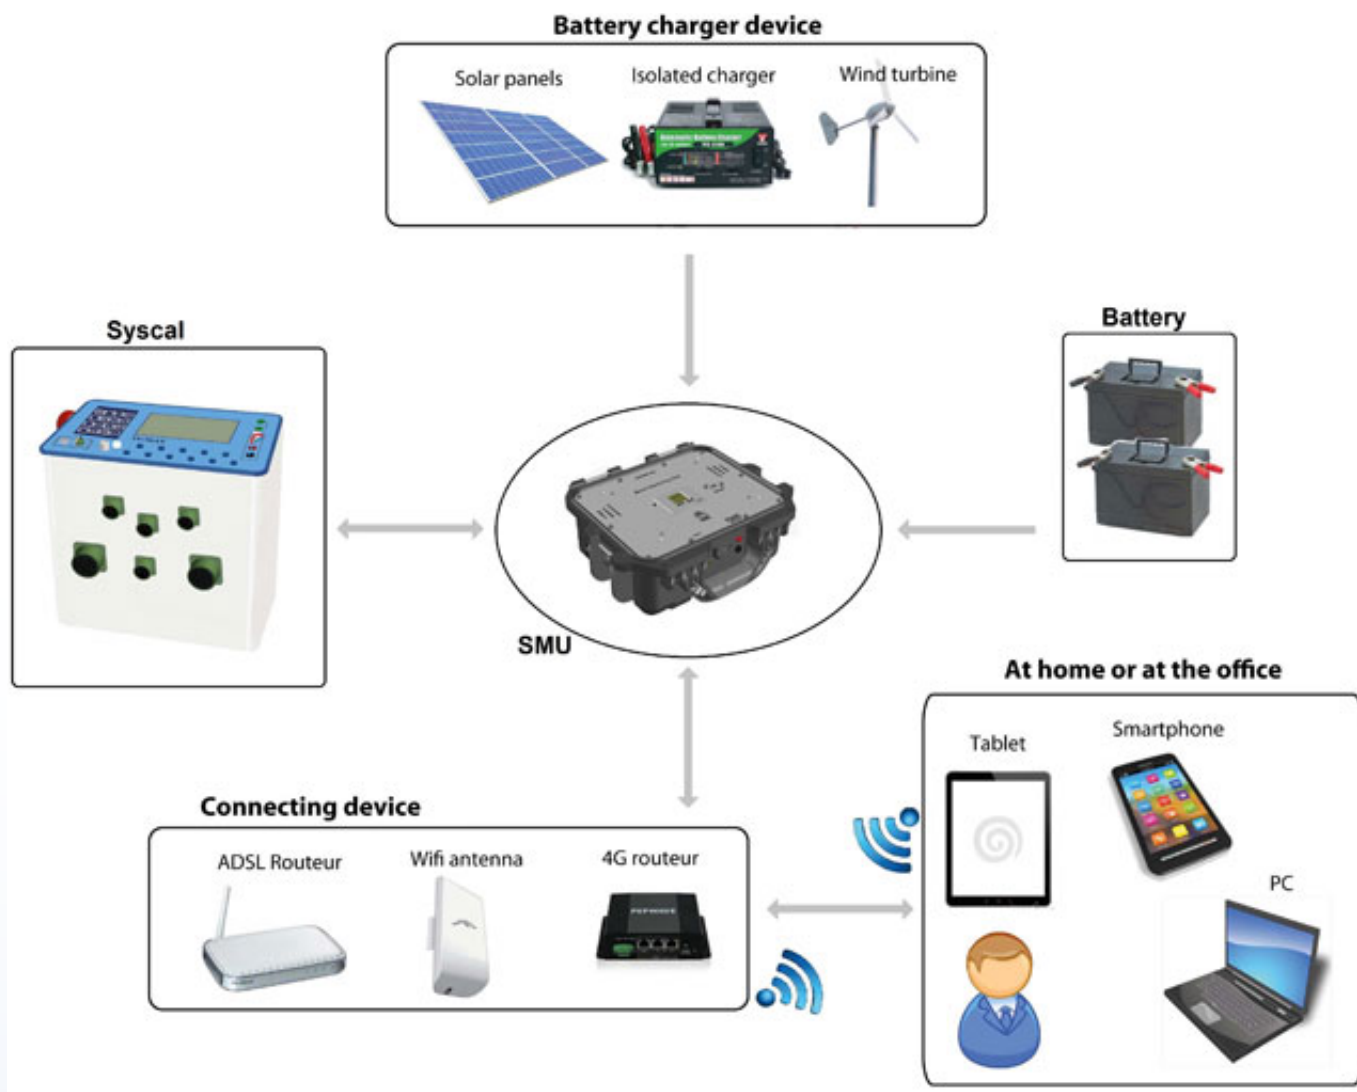 Battery charger device
Solar panels
Isolated charger
Wind turbine
Syscal
Battery
SMU
At home or at the office
Tablet
Smartphone
PC
Connecting device
ADSL Routeur
Wifi antenna
4G routeur